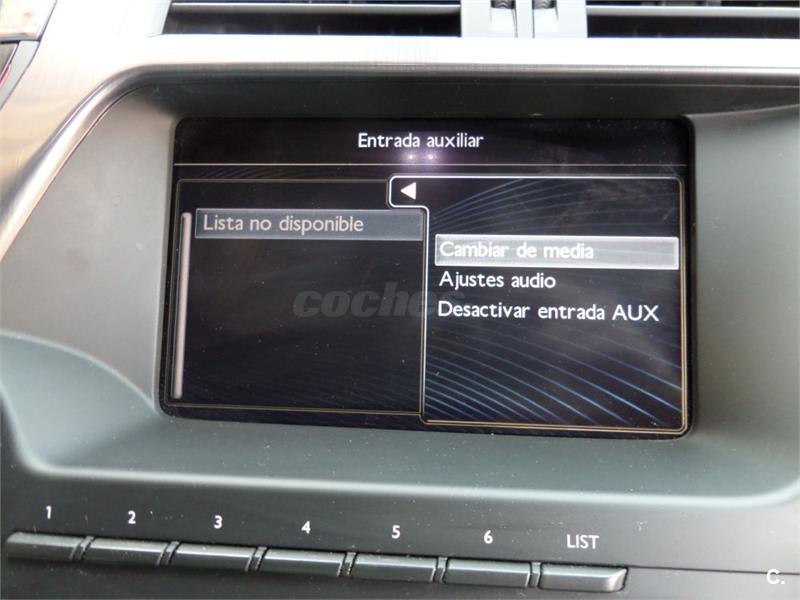 Entrada auxiliar
Lista no disponible
Cambiar de media
Ajustes audio
Desactivar entrada AUX
coches
1 2 3 4 5 6 LIST
C.